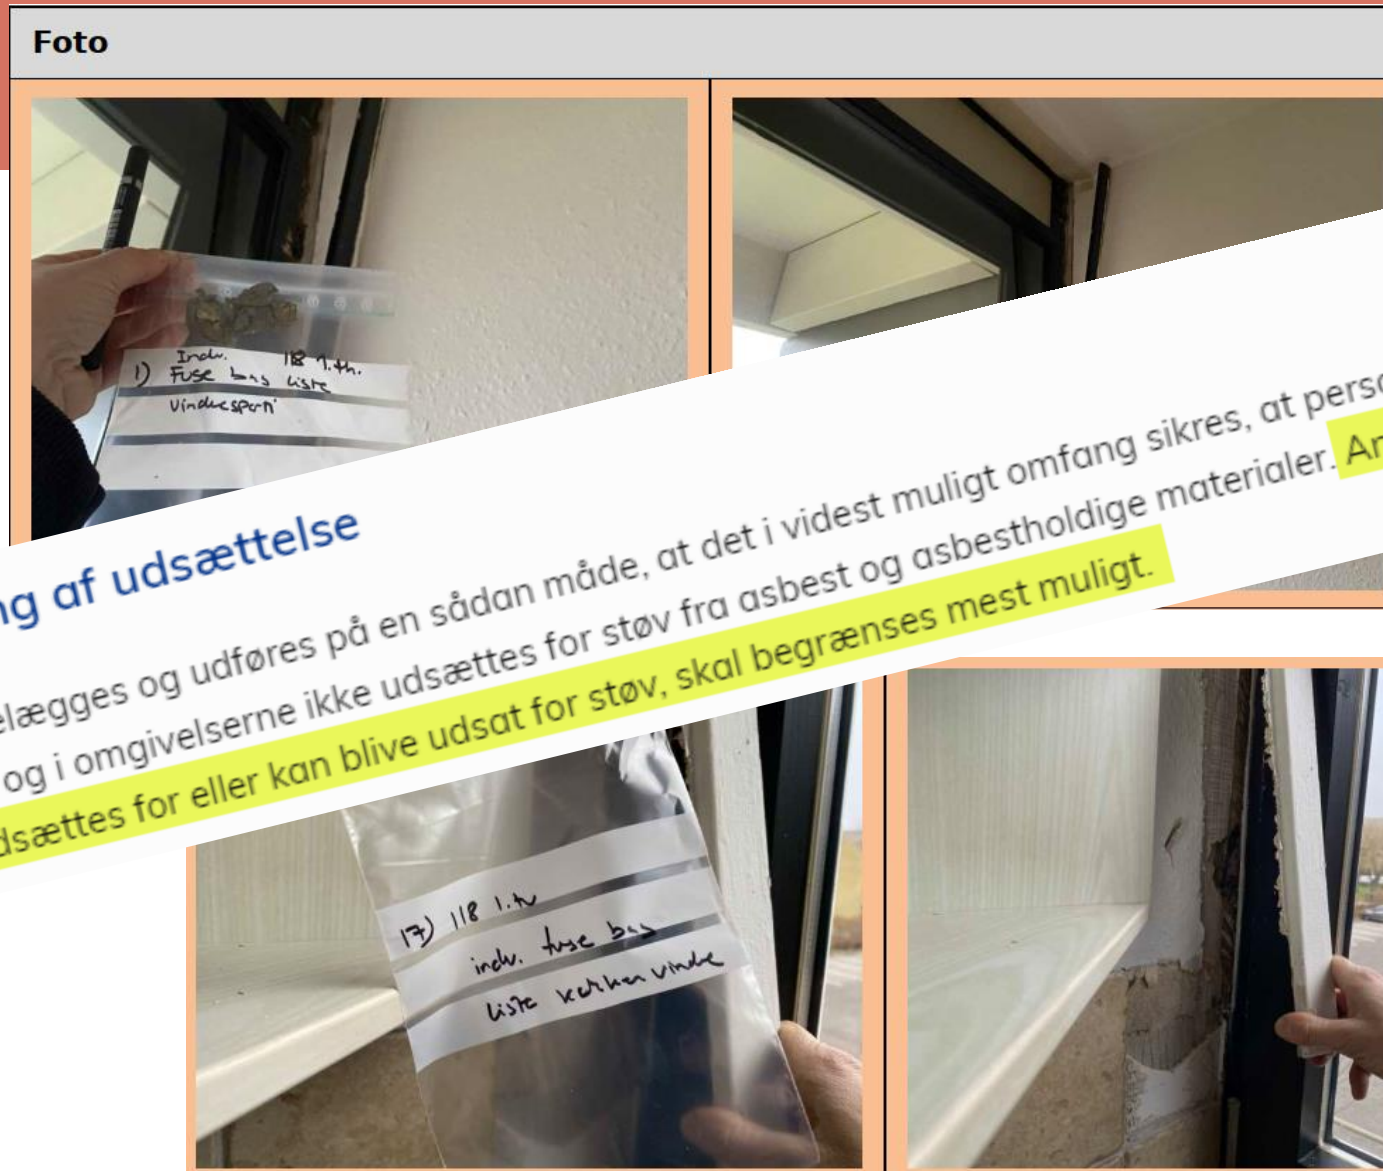 Foto
Indv. 118 1.th.
1) Fuse bag liste
Vinduesparti
ng af udsættelse
elægges og udføres på en sådan måde, at det i videst muligt omfang sikres, at perso
og i omgivelserne ikke udsættes for støv fra asbest og asbestholdige materialer. An
dsættes for eller kan blive udsat for støv, skal begrænses mest muligt.
17) 118 1.tv
indv. fuse bag
liste køkken vindue